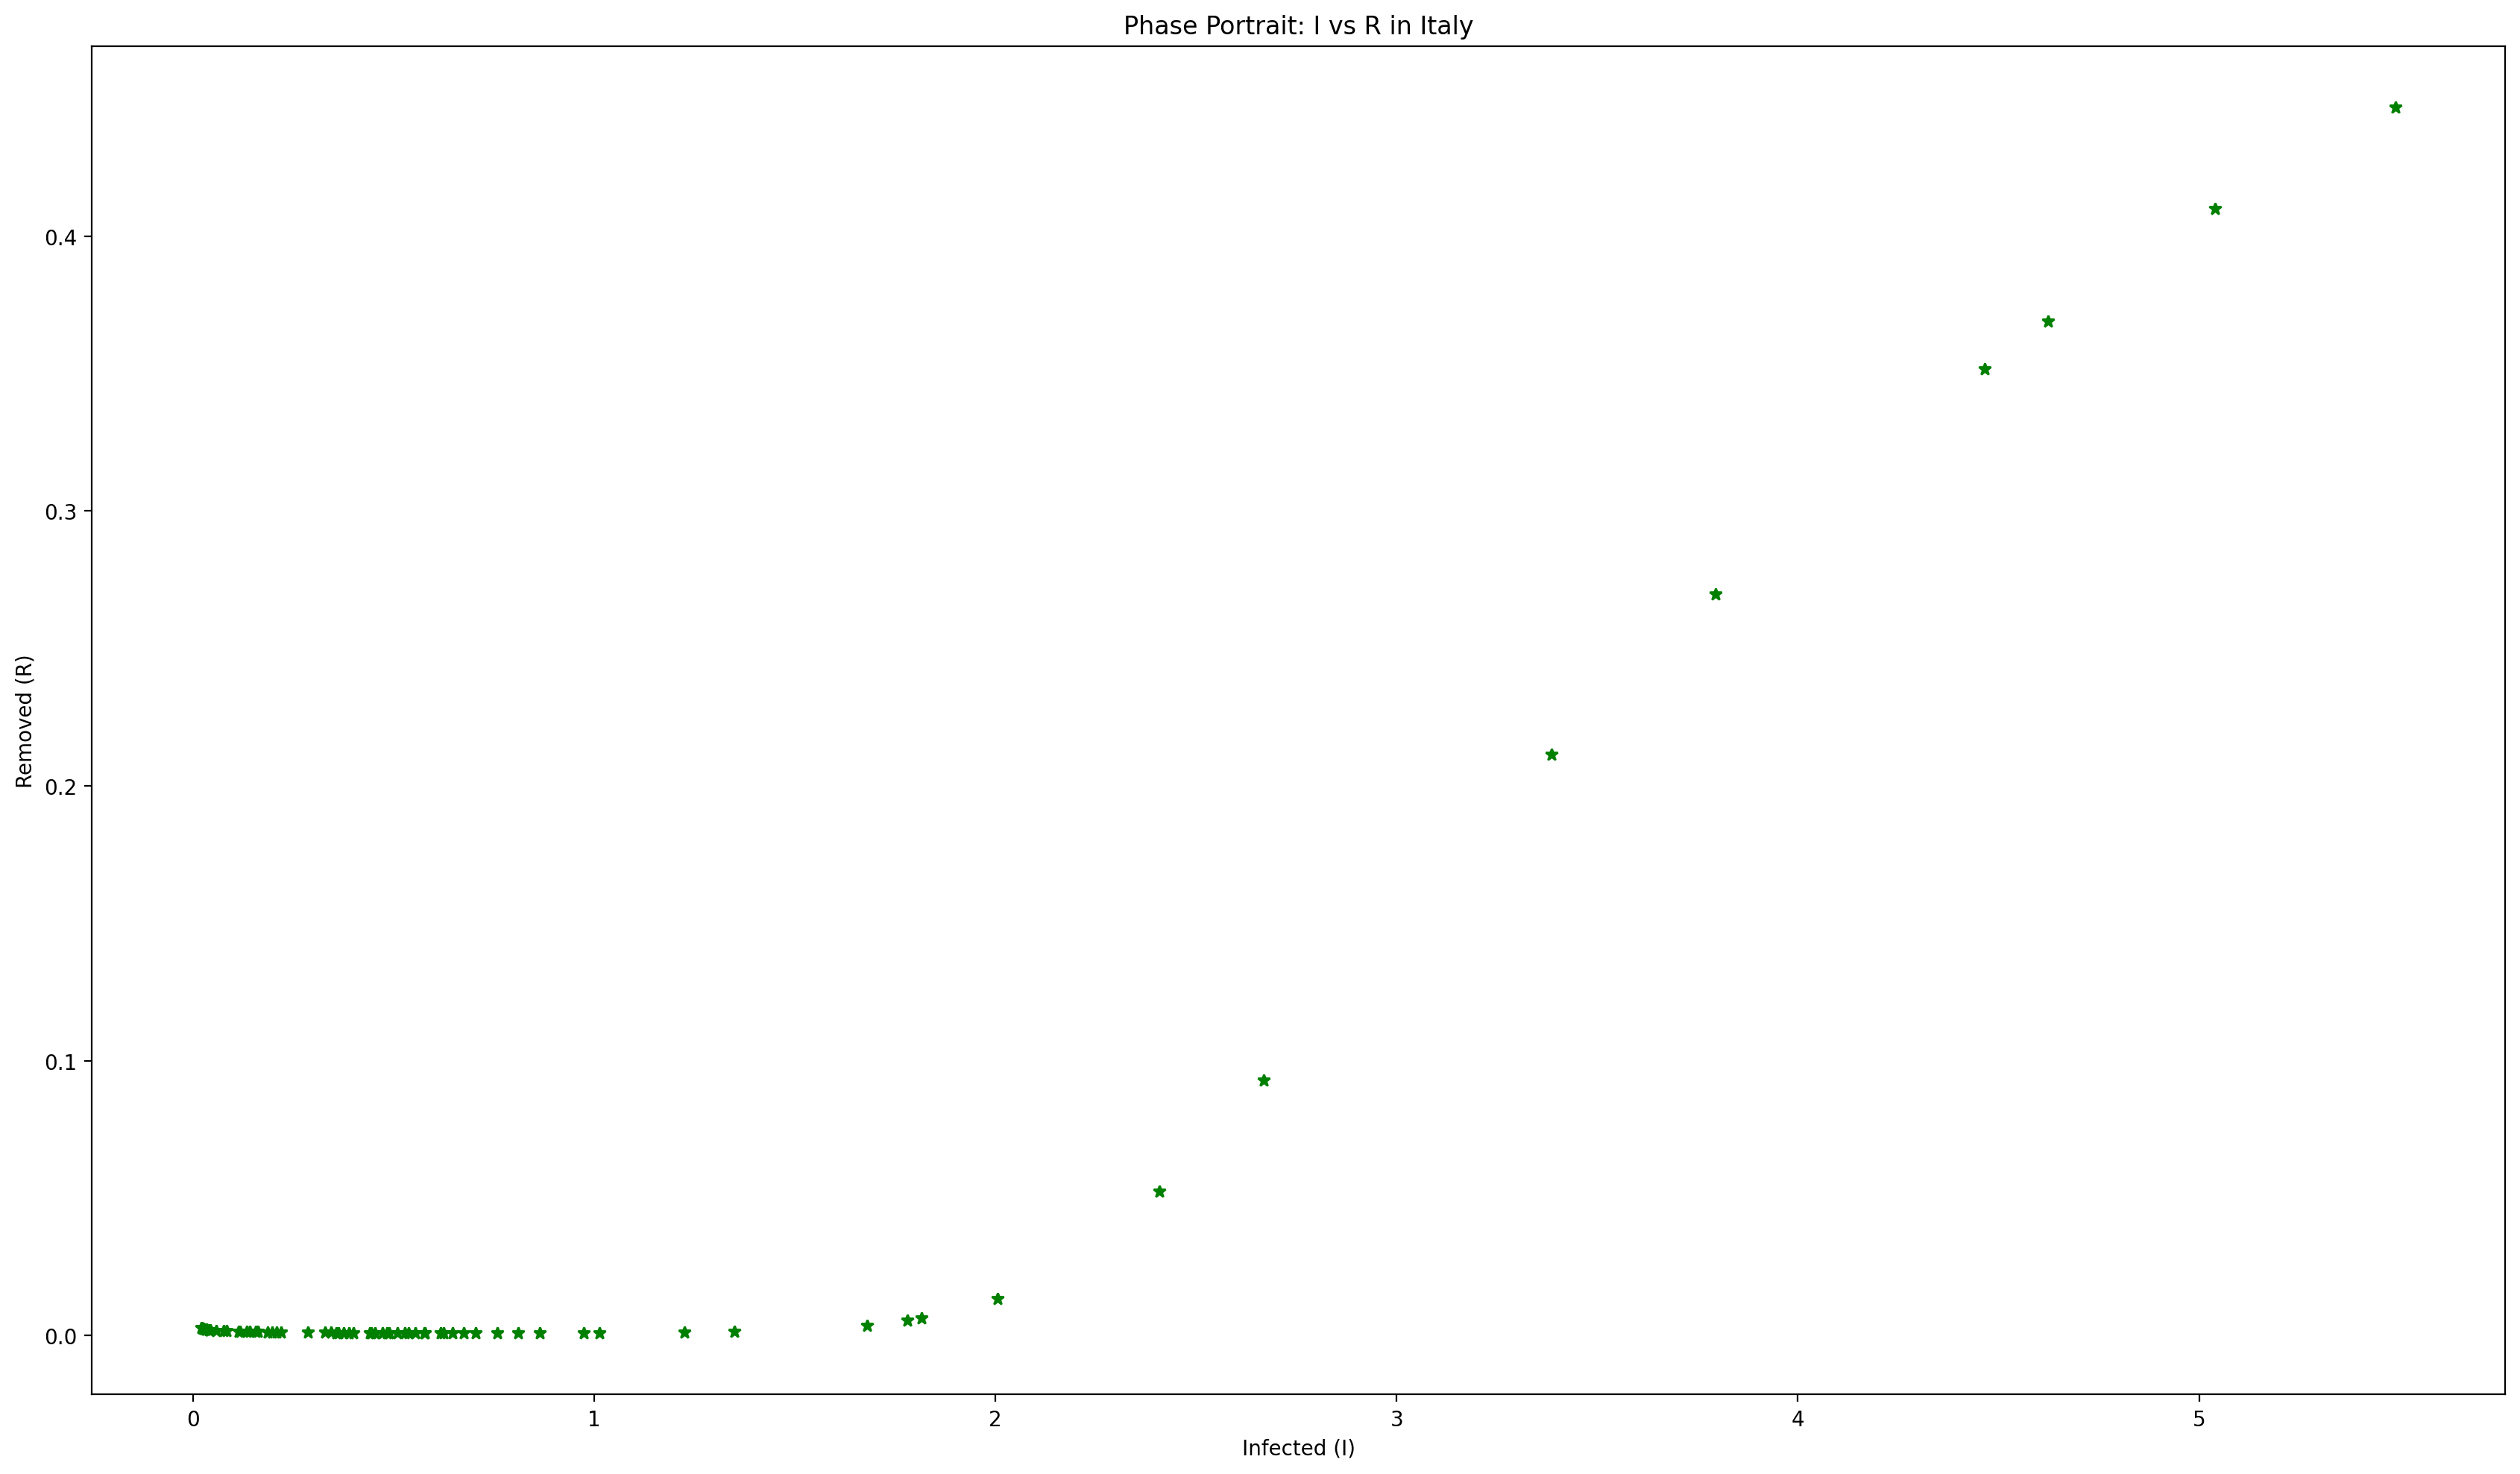 Phase Portrait: I vs R in Italy
0.4
0.3
0.2
0.1
0.0
Removed (R)
0 1 2 3 4 5
Infected (I)